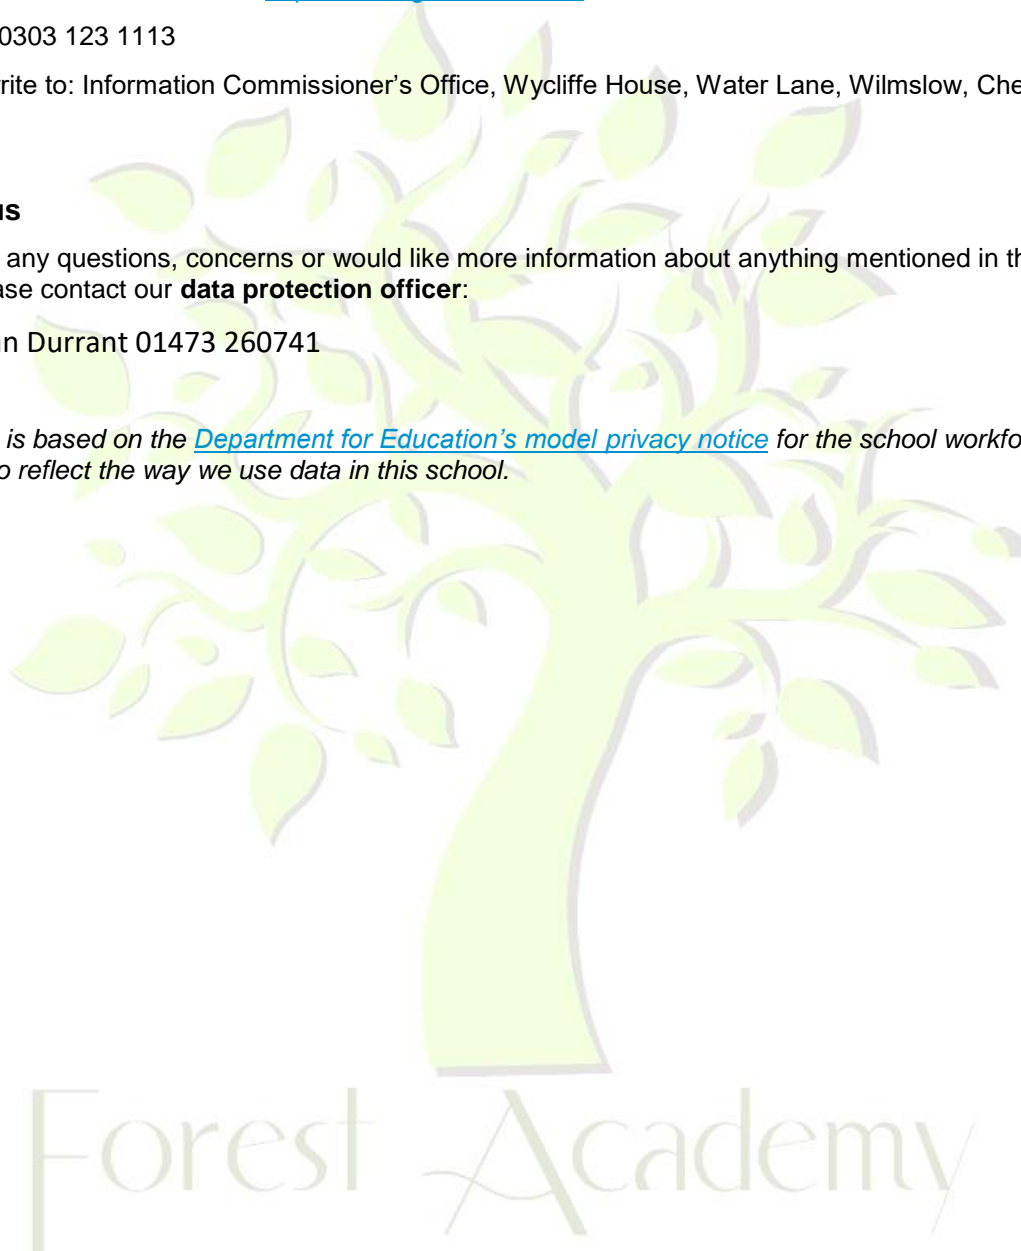 0303 123 1113
rite to: Information Commissioner's Office, Wycliffe House, Water Lane, Wilmslow, Che
us
any questions, concerns or would like more information about anything mentioned in th
ase contact our data protection officer:
n Durrant 01473 260741
is based on the Department for Education's model privacy notice for the school workfo
o reflect the way we use data in this school.
Forest Academy